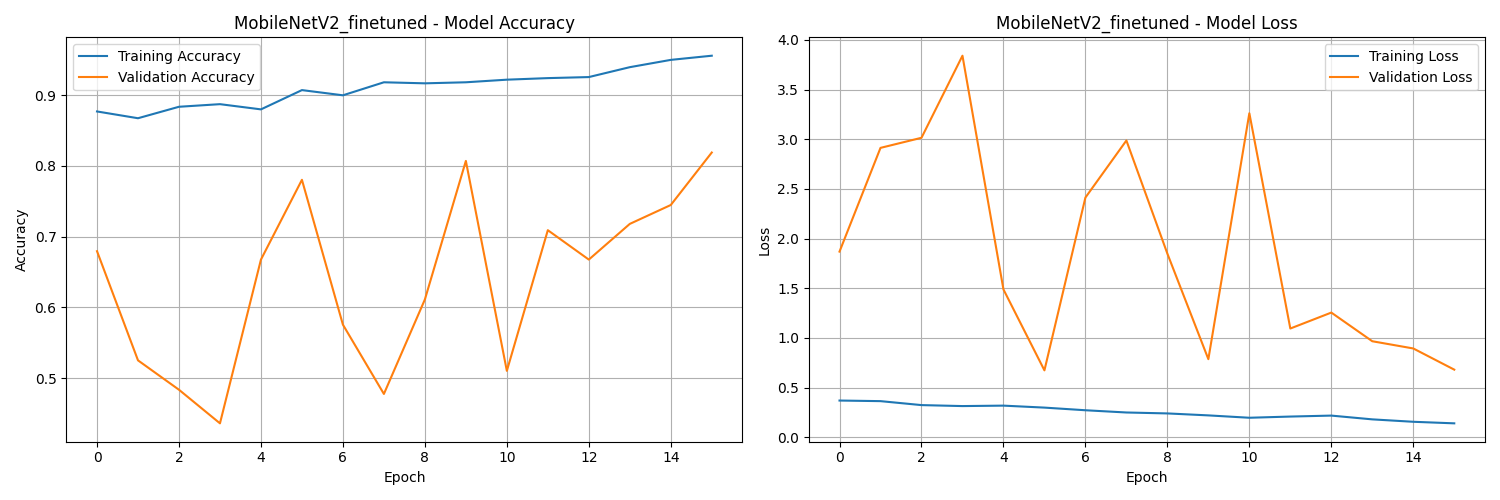 MobileNetV2_finetuned - Model Accuracy
Training Accuracy
Validation Accuracy
0.9
0.8
0.7
0.6
0.5
Accuracy
0 2 4 6 8 10 12 14
Epoch
MobileNetV2_finetuned - Model Loss
Training Loss
Validation Loss
4.0
3.5
3.0
2.5
2.0
1.5
1.0
0.5
0.0
Loss
0 2 4 6 8 10 12 14
Epoch